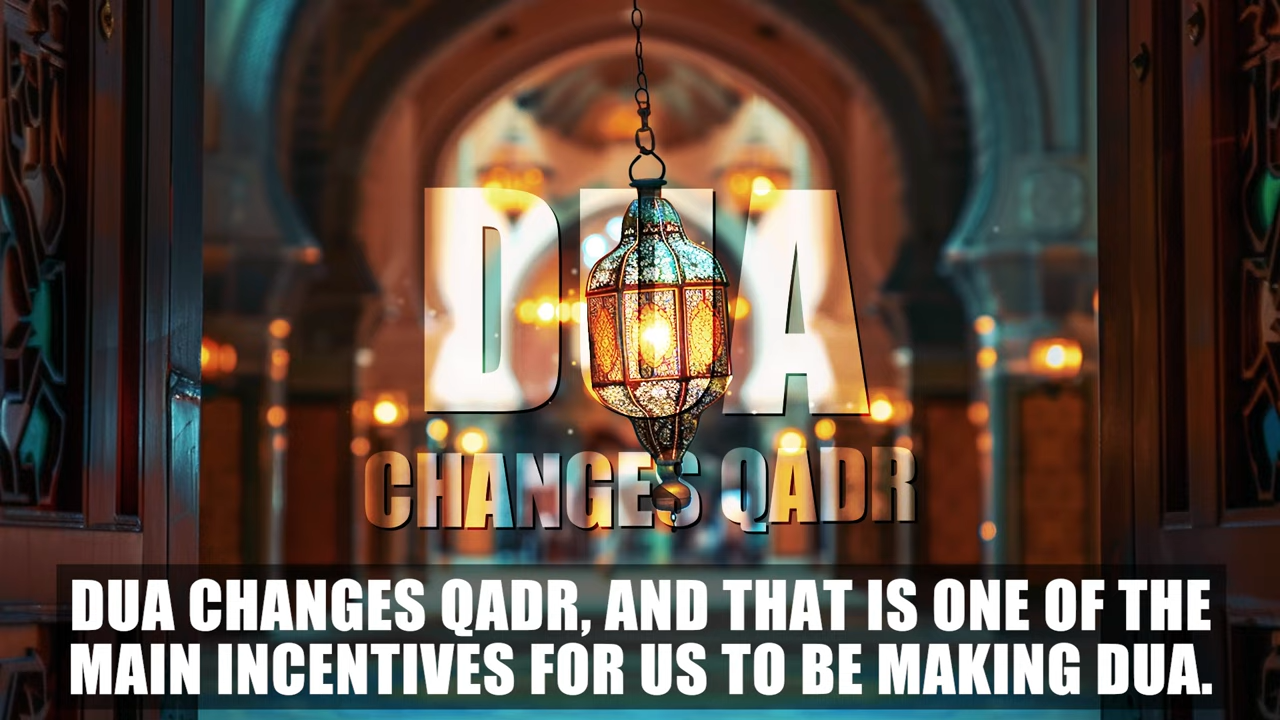 DUA
CHANGES QADR
DUA CHANGES QADR, AND THAT IS ONE OF THE
MAIN INCENTIVES FOR US TO BE MAKING DUA.